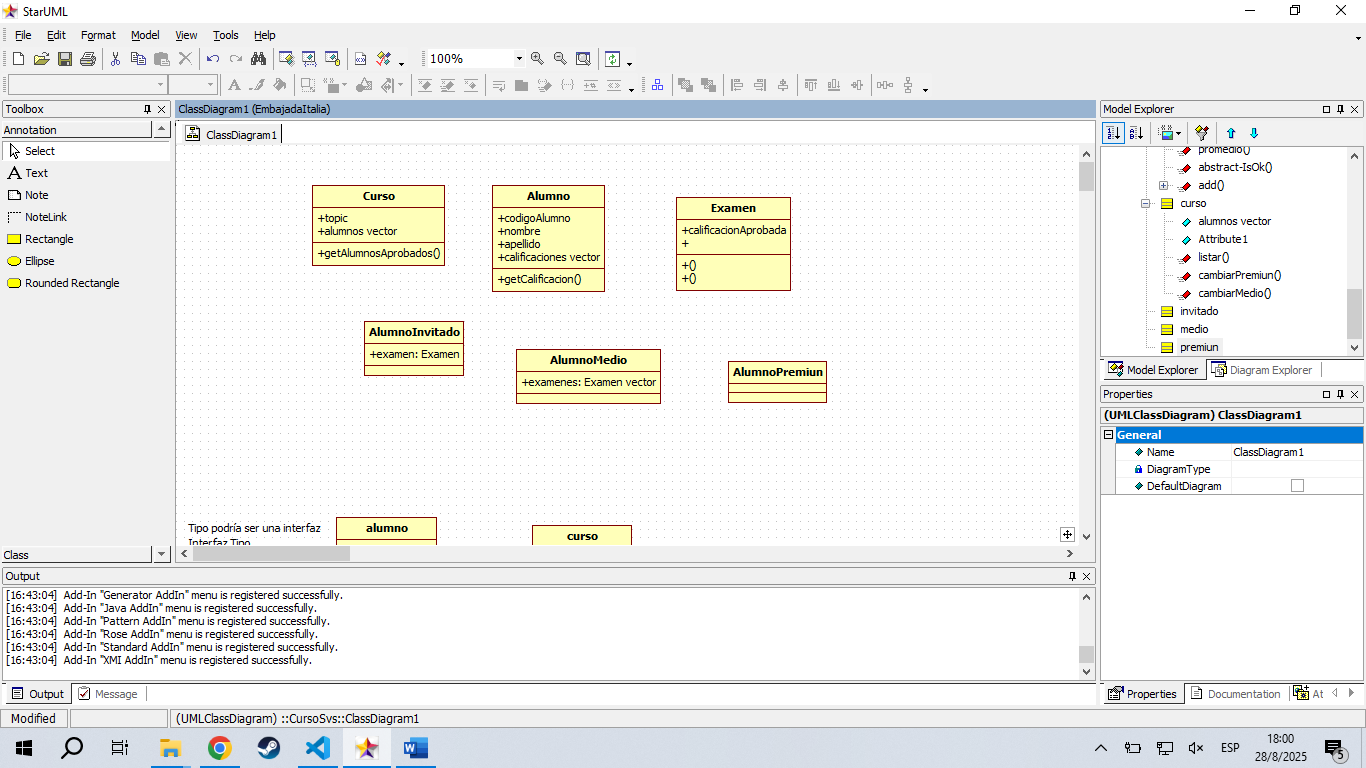 StarUML
File Edit Format Model View Tools Help
100%
Toolbox
Annotation
Select
Text
Note
NoteLink
Rectangle
Ellipse
Rounded Rectangle
Class
ClassDiagram1 (EmbajadaItalia)
ClassDiagram1
Curso
+topic
+alumnos vector
+getAlumnosAprobados()
Alumno
+codigoAlumno
+nombre
+apellido
+calificaciones vector
+getCalificacion()
Examen
+calificacionAprobada
+
+()
+()
AlumnoInvitado
+examen: Examen
AlumnoMedio
+examenes: Examen vector
AlumnoPremiun
Tipo podría ser una interfaz
Interfaz Tipo
alumno
curso
Model Explorer
promedio()
abstract-IsOk()
add()
curso
alumnos vector
Attribute1
listar()
cambiarPremiun()
cambiarMedio()
invitado
medio
premiun
Model Explorer Diagram Explorer
Properties
(UMLClassDiagram) ClassDiagram1
General
Name ClassDiagram1
DiagramType
DefaultDiagram
Properties Documentation At
Output
[16:43:04] Add-In "Generator AddIn" menu is registered successfully.
[16:43:04] Add-In "Java AddIn" menu is registered successfully.
[16:43:04] Add-In "Pattern AddIn" menu is registered successfully.
[16:43:04] Add-In "Rose AddIn" menu is registered successfully.
[16:43:04] Add-In "Standard AddIn" menu is registered successfully.
[16:43:04] Add-In "XMI AddIn" menu is registered successfully.
Output Message
Modified (UMLClassDiagram) ::CursoSvs::ClassDiagram1
ESP
18:00
28/8/2025
5